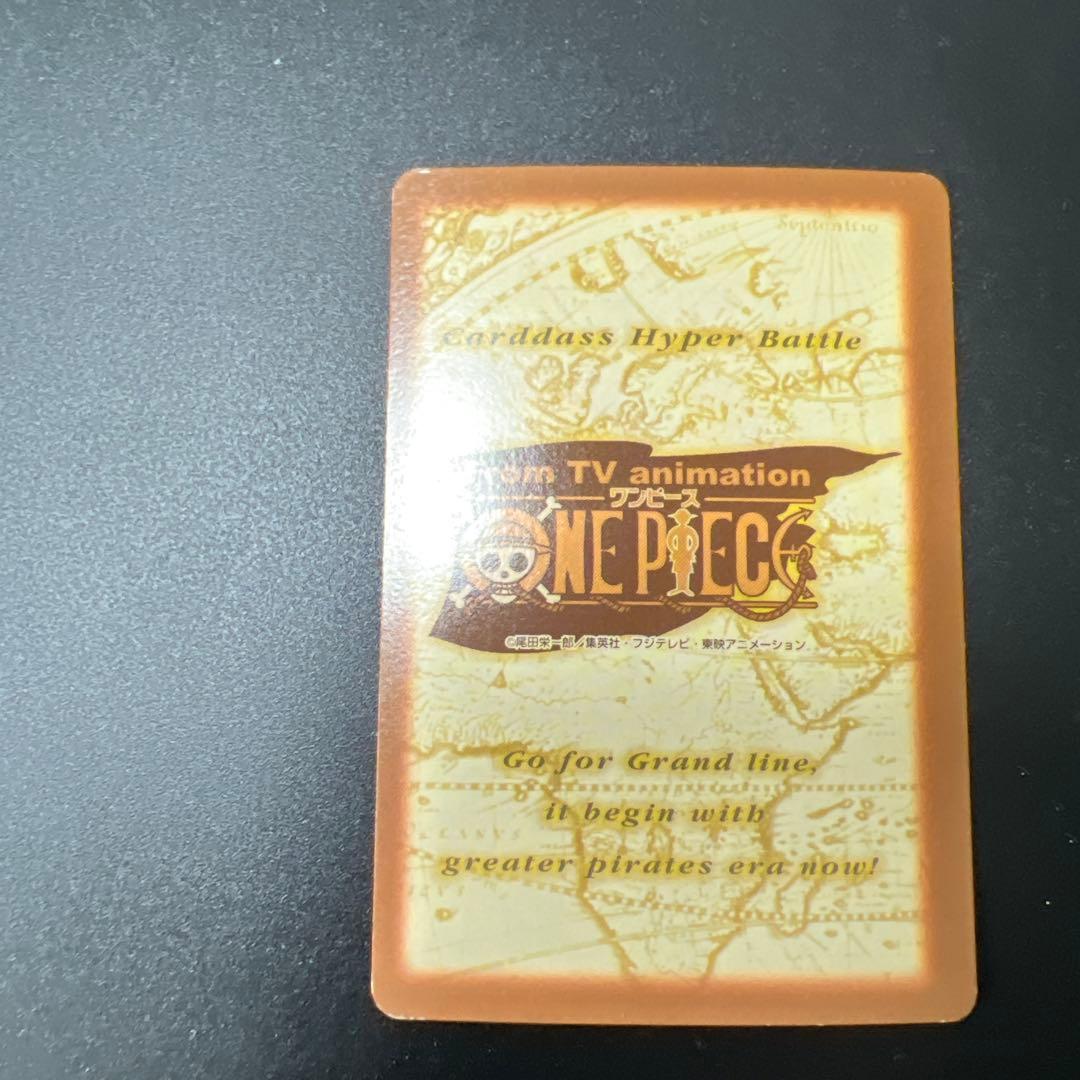 Septentrio
Carddass Hyper Battle
from TV animation
ワンピース
ONE PIECE
©尾田栄一郎／集英社・フジテレビ・東映アニメーション
Go for Grand line,
it begin with
greater pirates era now!